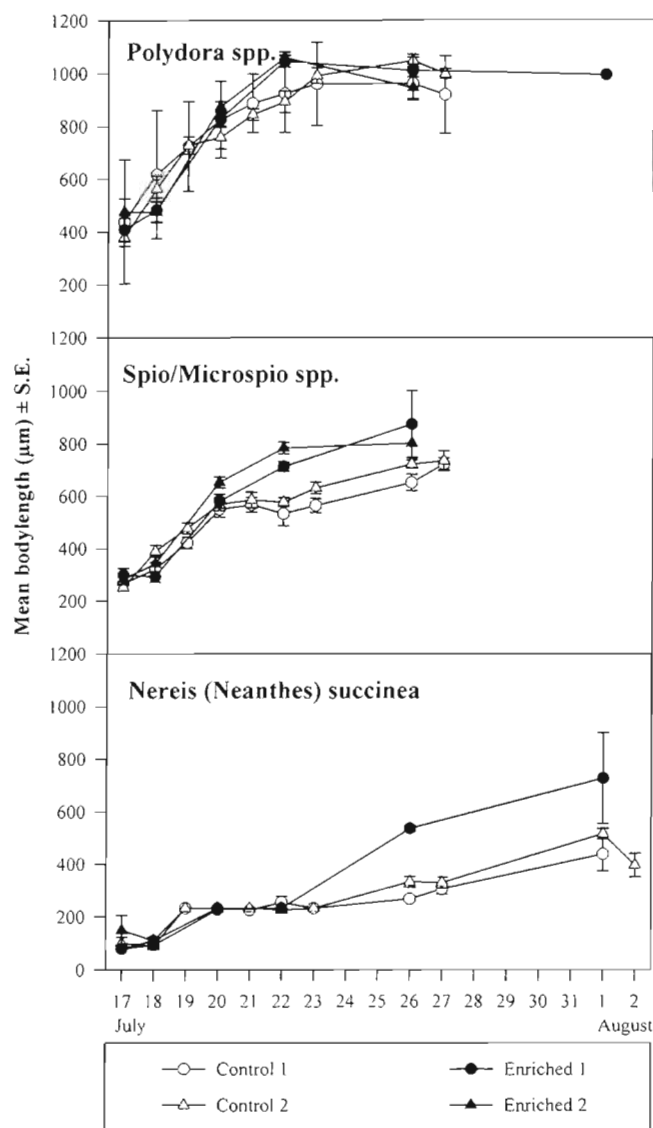 1200
Polydora spp.
1000
800
600
400
200
1200
Spio/Microspio spp.
1000
800
600
400
200
Mean bodylength (μm) ± S.E.
1200
Nereis (Neanthes) succinea
1000
800
600
400
200
0
17 18 19 20 21 22 23 24 25 26 27 28 29 30 31 1 2
July August
Control 1 Enriched 1
Control 2 Enriched 2